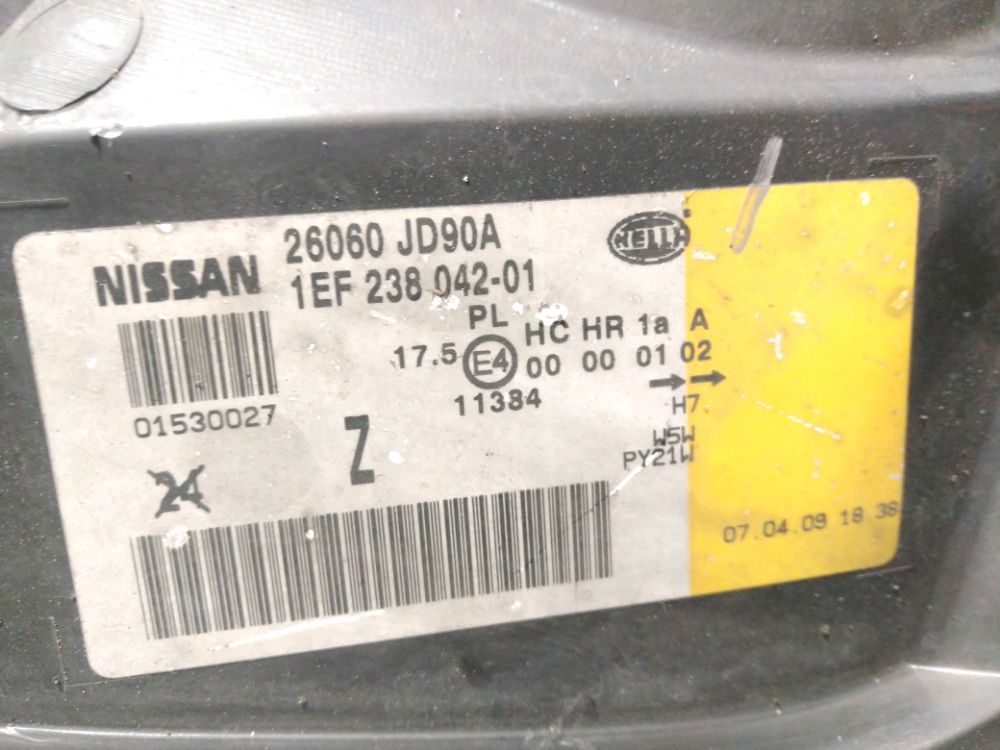 26060 JD90A
HELLA
NISSAN
1EF 238 042-01
PL
HC HR 1a A
17.5 E4 00 00 01 02
11384
H7
01530027
Z
W5W
PY21W
24
07.04.09 18 38